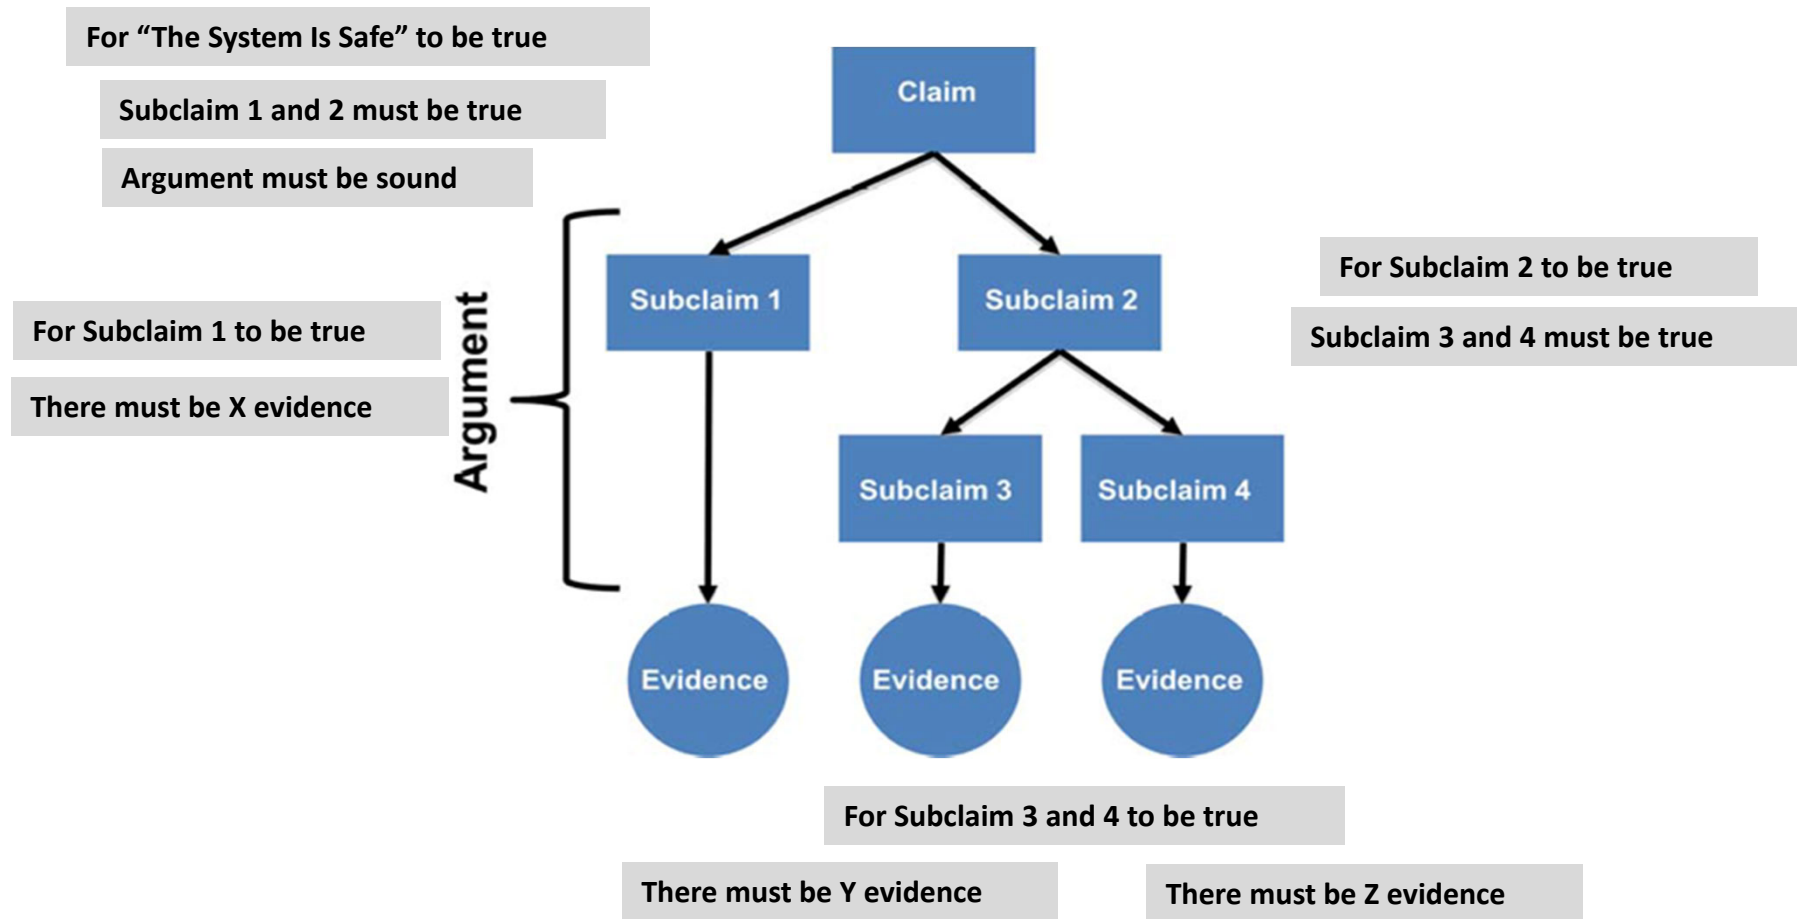 For “The System Is Safe” to be true
Subclaim 1 and 2 must be true
Argument must be sound
Claim
Subclaim 1
Subclaim 2
For Subclaim 2 to be true
Subclaim 3 and 4 must be true
For Subclaim 1 to be true
There must be X evidence
Argument
Subclaim 3
Subclaim 4
Evidence
Evidence
Evidence
For Subclaim 3 and 4 to be true
There must be Y evidence
There must be Z evidence